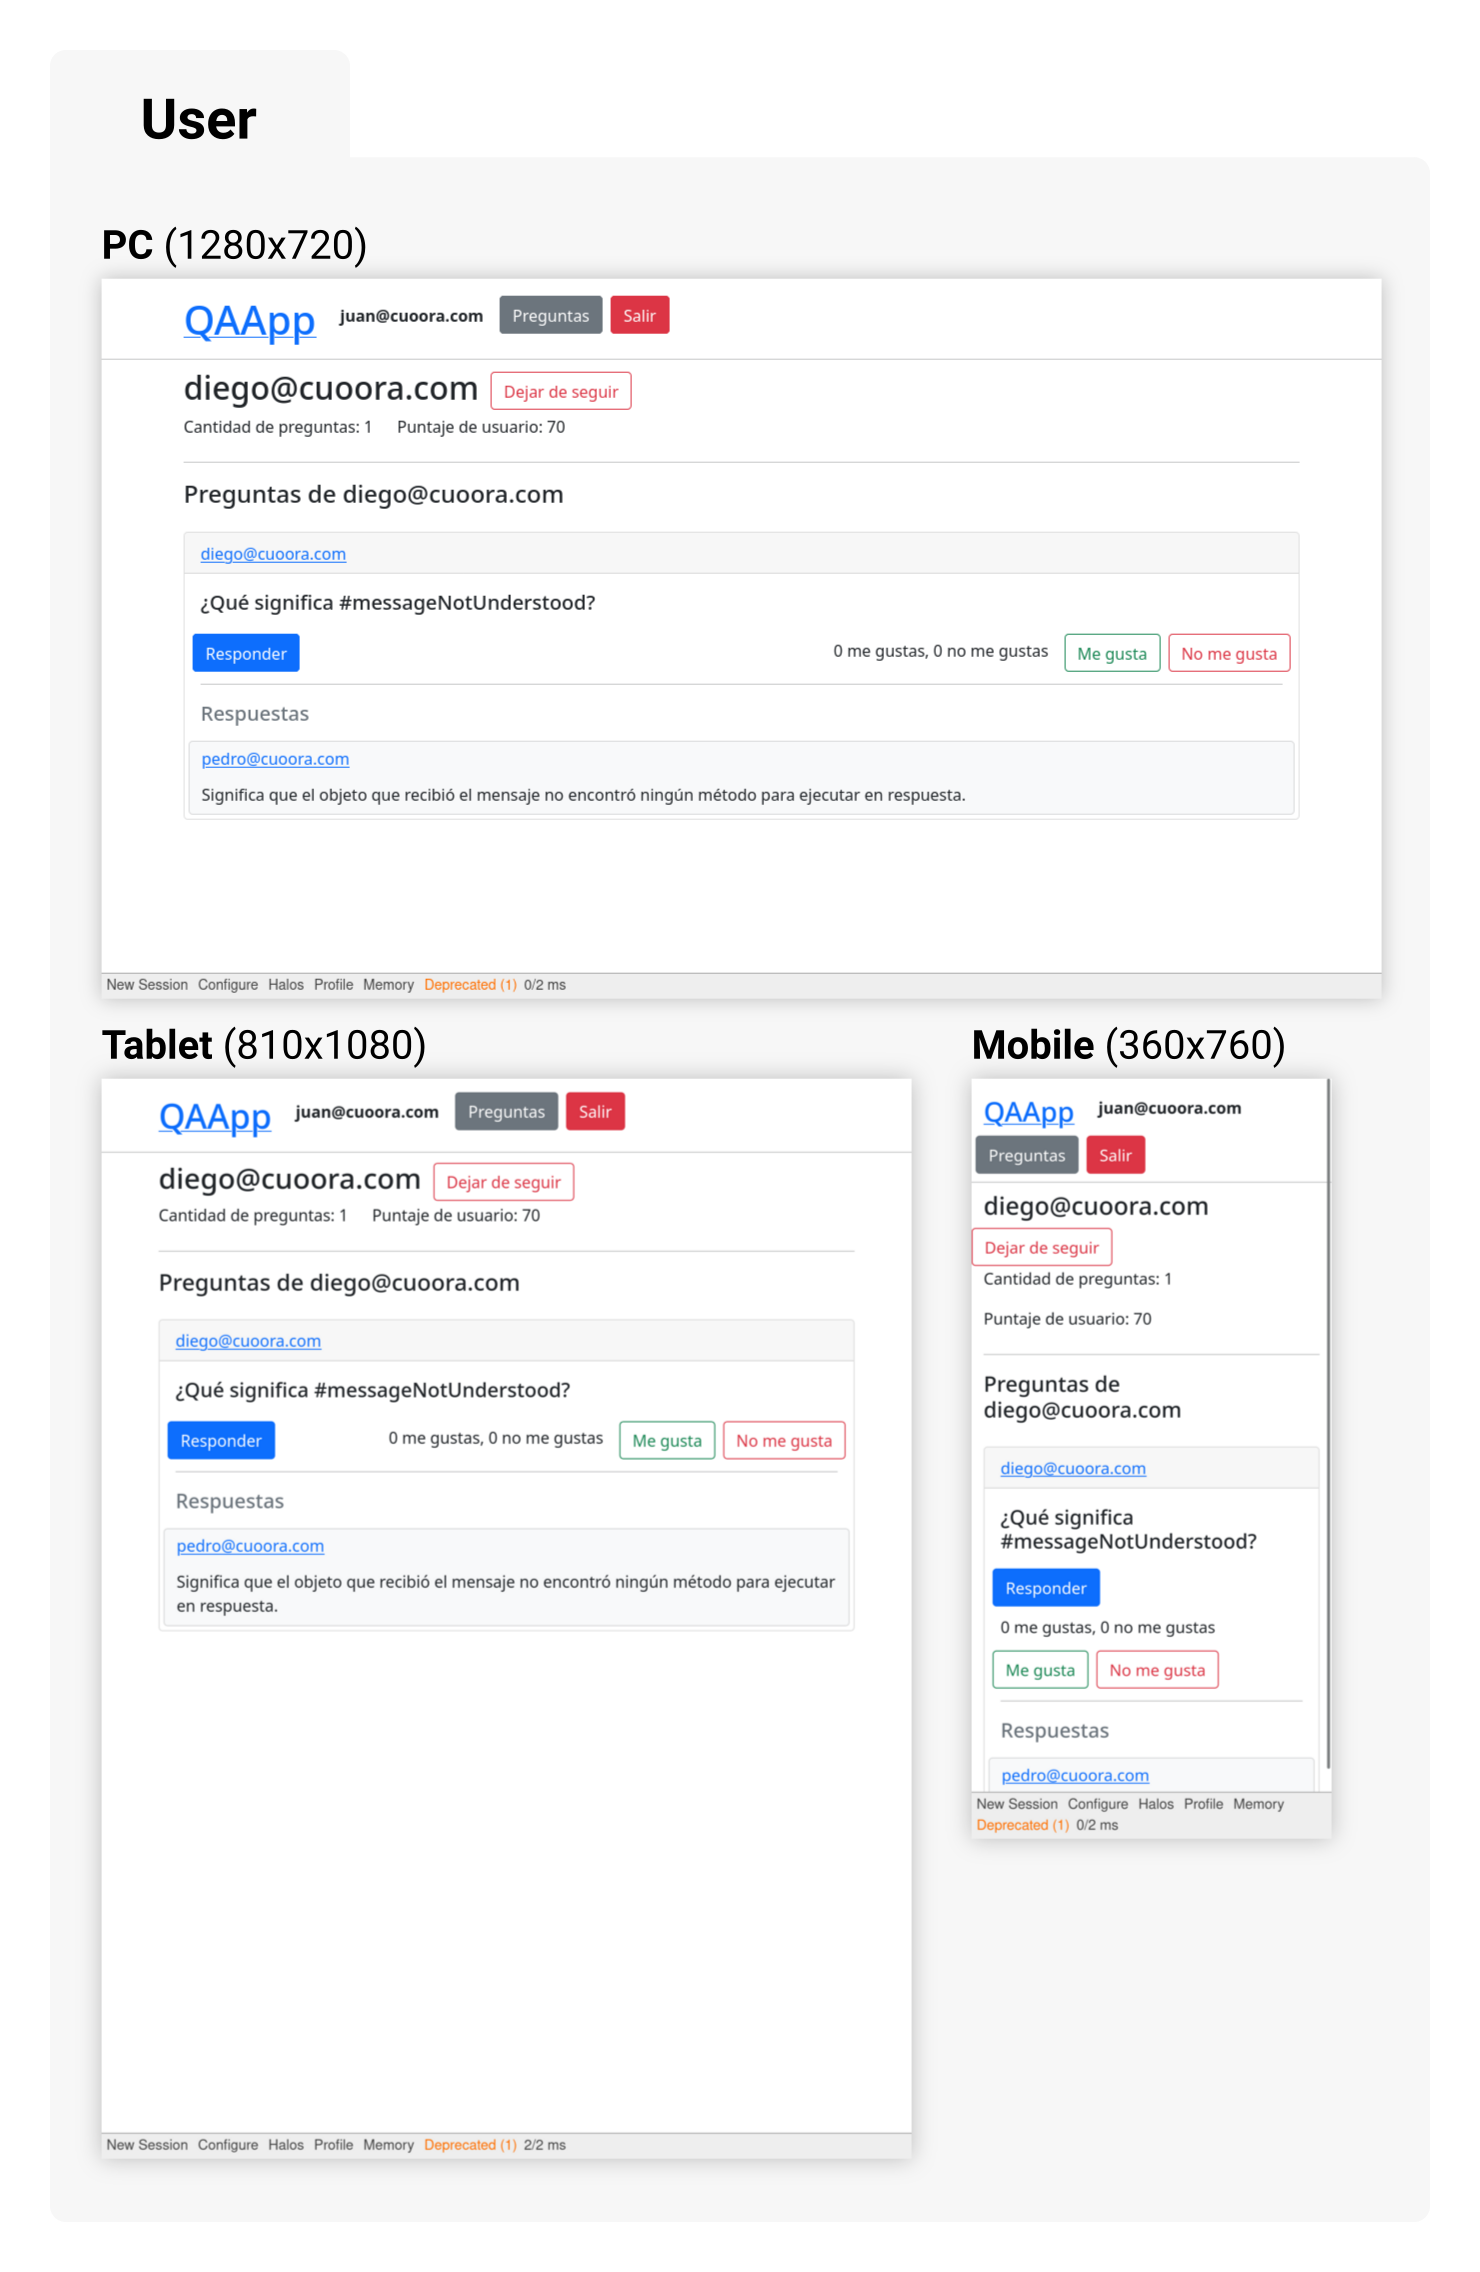 User
PC (1280x720)
QAApp juan@cuoora.com Preguntas Salir
diego@cuoora.com Dejar de seguir
Cantidad de preguntas: 1 Puntaje de usuario: 70
Preguntas de diego@cuoora.com
diego@cuoora.com
¿Qué significa #messageNotUnderstood?
Responder 0 me gustas, 0 no me gustas Me gusta No me gusta
Respuestas
pedro@cuoora.com
Significa que el objeto que recibió el mensaje no encontró ningún método para ejecutar en respuesta.
New Session Configure Halos Profile Memory Deprecated (1) 0/2 ms
Tablet (810x1080)
QAApp juan@cuoora.com Preguntas Salir
diego@cuoora.com Dejar de seguir
Cantidad de preguntas: 1 Puntaje de usuario: 70
Preguntas de diego@cuoora.com
diego@cuoora.com
¿Qué significa #messageNotUnderstood?
Responder 0 me gustas, 0 no me gustas Me gusta No me gusta
Respuestas
pedro@cuoora.com
Significa que el objeto que recibió el mensaje no encontró ningún método para ejecutar
en respuesta.
New Session Configure Halos Profile Memory Deprecated (1) 2/2 ms
Mobile (360x760)
QAApp juan@cuoora.com
Preguntas Salir
diego@cuoora.com
Dejar de seguir
Cantidad de preguntas: 1
Puntaje de usuario: 70
Preguntas de
diego@cuoora.com
diego@cuoora.com
¿Qué significa
#messageNotUnderstood?
Responder
0 me gustas, 0 no me gustas
Me gusta No me gusta
Respuestas
pedro@cuoora.com
New Session Configure Halos Profile Memory
Deprecated (1) 0/2 ms